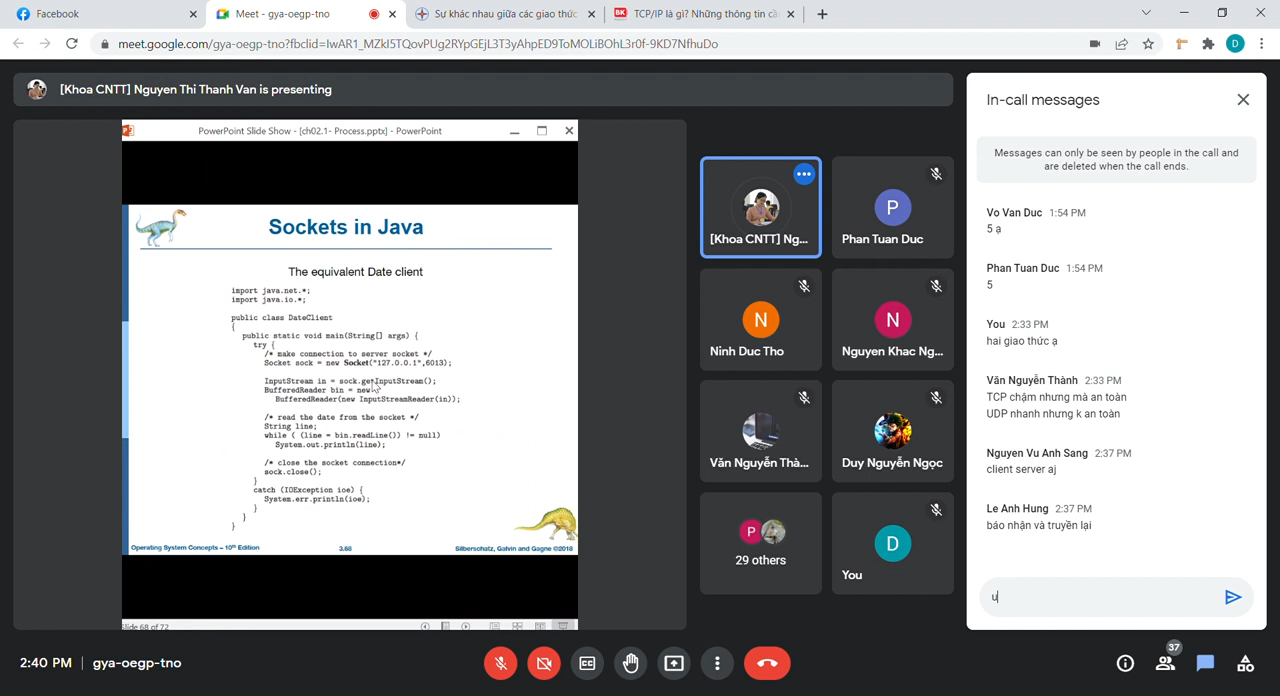 Facebook
Meet - gya-oegp-tno
Sự khác nhau giữa các giao thức
BK
TCP/IP là gì? Những thông tin cầ
meet.google.com/gya-oegp-tno?fbclid=IwAR1_MZkI5TQovPUg2RYpGEjL3T3yAhpED9ToMOLiBOhL3r0f-9KD7NfhuDo
D
[Khoa CNTT] Nguyen Thi Thanh Van is presenting
PowerPoint Slide Show - [ch02.1- Process.pptx] - PowerPoint
Sockets in Java
The equivalent Date client
import java.net.*;
import java.io.*;
public class DateClient
{
public static void main(String[] args) {
try {
/* make connection to server socket */
Socket sock = new Socket("127.0.0.1",6013);
InputStream in = sock.getInputStream();
BufferedReader bin = new
BufferedReader(new InputStreamReader(in));
/* read the date from the socket */
String line;
while ( (line = bin.readLine()) != null)
System.out.println(line);
/* close the socket connection*/
sock.close();
}
catch (IOException ioe) {
System.err.println(ioe);
}
}
}
Operating System Concepts – 10th Edition
3.68
Silberschatz, Galvin and Gagne ©2018
Slide 68 of 72
[Khoa CNTT] Ng...
P
Phan Tuan Duc
N
Ninh Duc Tho
N
Nguyen Khac Ng...
Văn Nguyễn Thà...
Duy Nguyễn Ngọc
P
29 others
D
You
In-call messages
Messages can only be seen by people in the call and
are deleted when the call ends.
Vo Van Duc 1:54 PM
5 ạ
Phan Tuan Duc 1:54 PM
5
You 2:33 PM
hai giao thức ạ
Văn Nguyễn Thành 2:33 PM
TCP chậm nhưng mà an toàn
UDP nhanh nhưng k an toàn
Nguyen Vu Anh Sang 2:37 PM
client server aj
Le Anh Hung 2:37 PM
báo nhận và truyền lại
u
2:40 PM
gya-oegp-tno
37